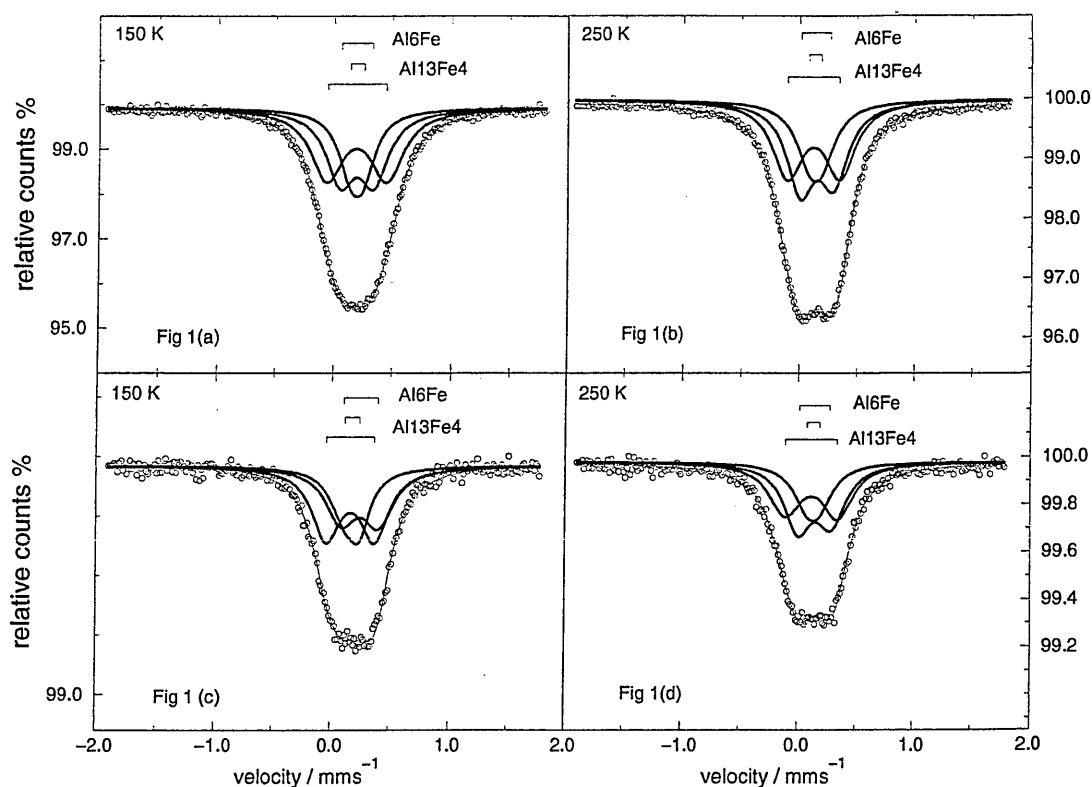 150 K
Al6Fe
Al13Fe4
250 K
Al6Fe
Al13Fe4
relative counts %
99.0
97.0
95.0
100.0
99.0
98.0
97.0
96.0
Fig 1(a)
Fig 1(b)
150 K
Al6Fe
Al13Fe4
250 K
Al6Fe
Al13Fe4
relative counts %
99.0
100.0
99.8
99.6
99.4
99.2
Fig 1 (c)
Fig 1(d)
−2.0 −1.0 0.0 1.0 2.0 −1.0 0.0 1.0 2.0
velocity / mms⁻¹
velocity / mms⁻¹